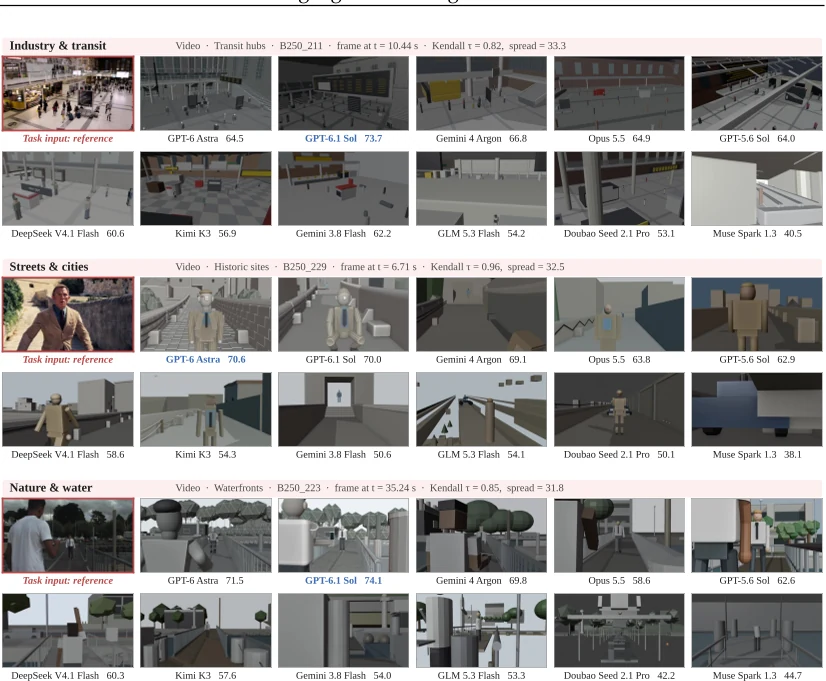 Industry & transit Video · Transit hubs · B250_211 · frame at t = 10.44 s · Kendall τ = 0.82, spread = 33.3
Task input: reference GPT-6 Astra 64.5 GPT-6.1 Sol 73.7 Gemini 4 Argon 66.8 Opus 5.5 64.9 GPT-5.6 Sol 64.0
DeepSeek V4.1 Flash 60.6 Kimi K3 56.9 Gemini 3.8 Flash 62.2 GLM 5.3 Flash 54.2 Doubao Seed 2.1 Pro 53.1 Muse Spark 1.3 40.5
Streets & cities Video · Historic sites · B250_229 · frame at t = 6.71 s · Kendall τ = 0.96, spread = 32.5
Task input: reference GPT-6 Astra 70.6 GPT-6.1 Sol 70.0 Gemini 4 Argon 69.1 Opus 5.5 63.8 GPT-5.6 Sol 62.9
DeepSeek V4.1 Flash 58.6 Kimi K3 54.3 Gemini 3.8 Flash 50.6 GLM 5.3 Flash 54.1 Doubao Seed 2.1 Pro 50.1 Muse Spark 1.3 38.1
Nature & water Video · Waterfronts · B250_223 · frame at t = 35.24 s · Kendall τ = 0.85, spread = 31.8
Task input: reference GPT-6 Astra 71.5 GPT-6.1 Sol 74.1 Gemini 4 Argon 69.8 Opus 5.5 58.6 GPT-5.6 Sol 62.6
DeepSeek V4.1 Flash 60.3 Kimi K3 57.6 Gemini 3.8 Flash 54.0 GLM 5.3 Flash 53.3 Doubao Seed 2.1 Pro 42.2 Muse Spark 1.3 44.7